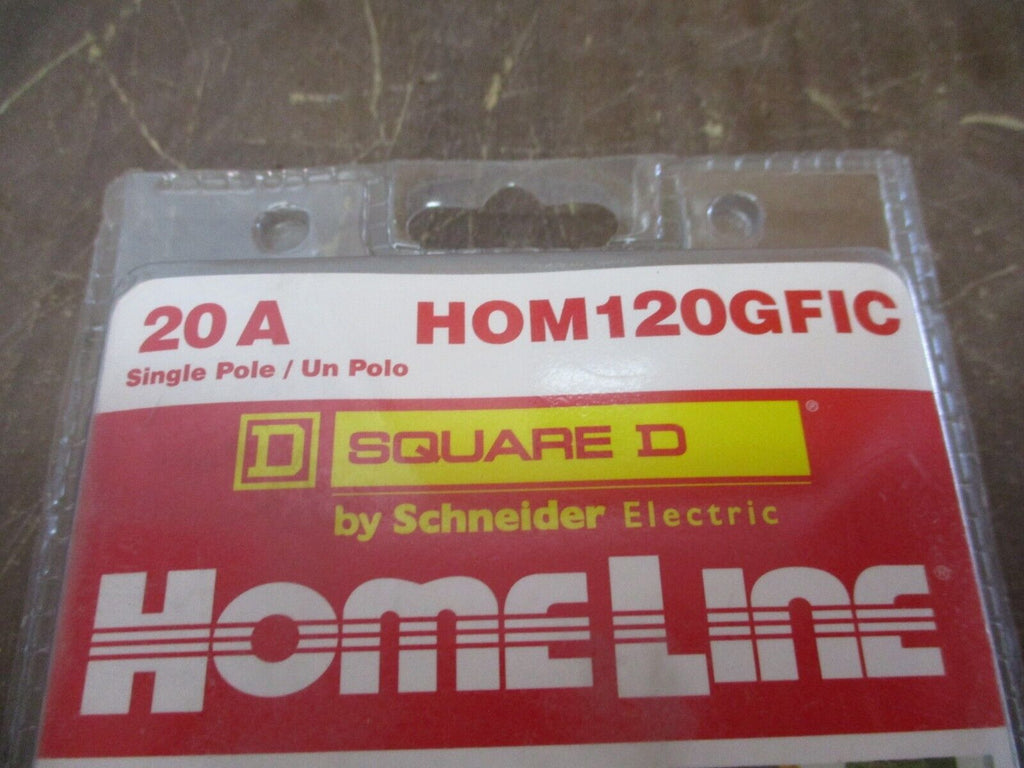 20 A HOM120GFIC
Single Pole / Un Polo
D SQUARE D ®
by Schneider Electric
HOMELINE ®